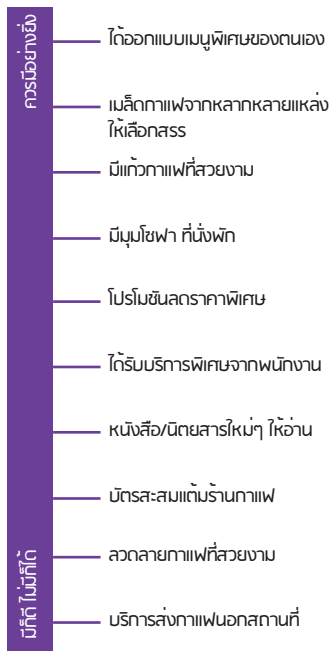 ควรมีอย่างยิ่ง
ได้ออกแบบเมนูพิเศษของตนเอง
เมล็ดกาแฟจากหลากหลายแหล่ง
ให้เลือกสรร
มีแก้วกาแฟที่สวยงาม
มีมุมโซฟา ที่นั่งพัก
โปรโมชันลดราคาพิเศษ
ได้รับบริการพิเศษจากพนักงาน
หนังสือ/นิตยสารใหม่ๆ ให้อ่าน
บัตรสะสมแต้มร้านกาแฟ
ลวดลายกาแฟที่สวยงาม
บริการส่งกาแฟนอกสถานที่
มีก็ดี ไม่มีก็ได้